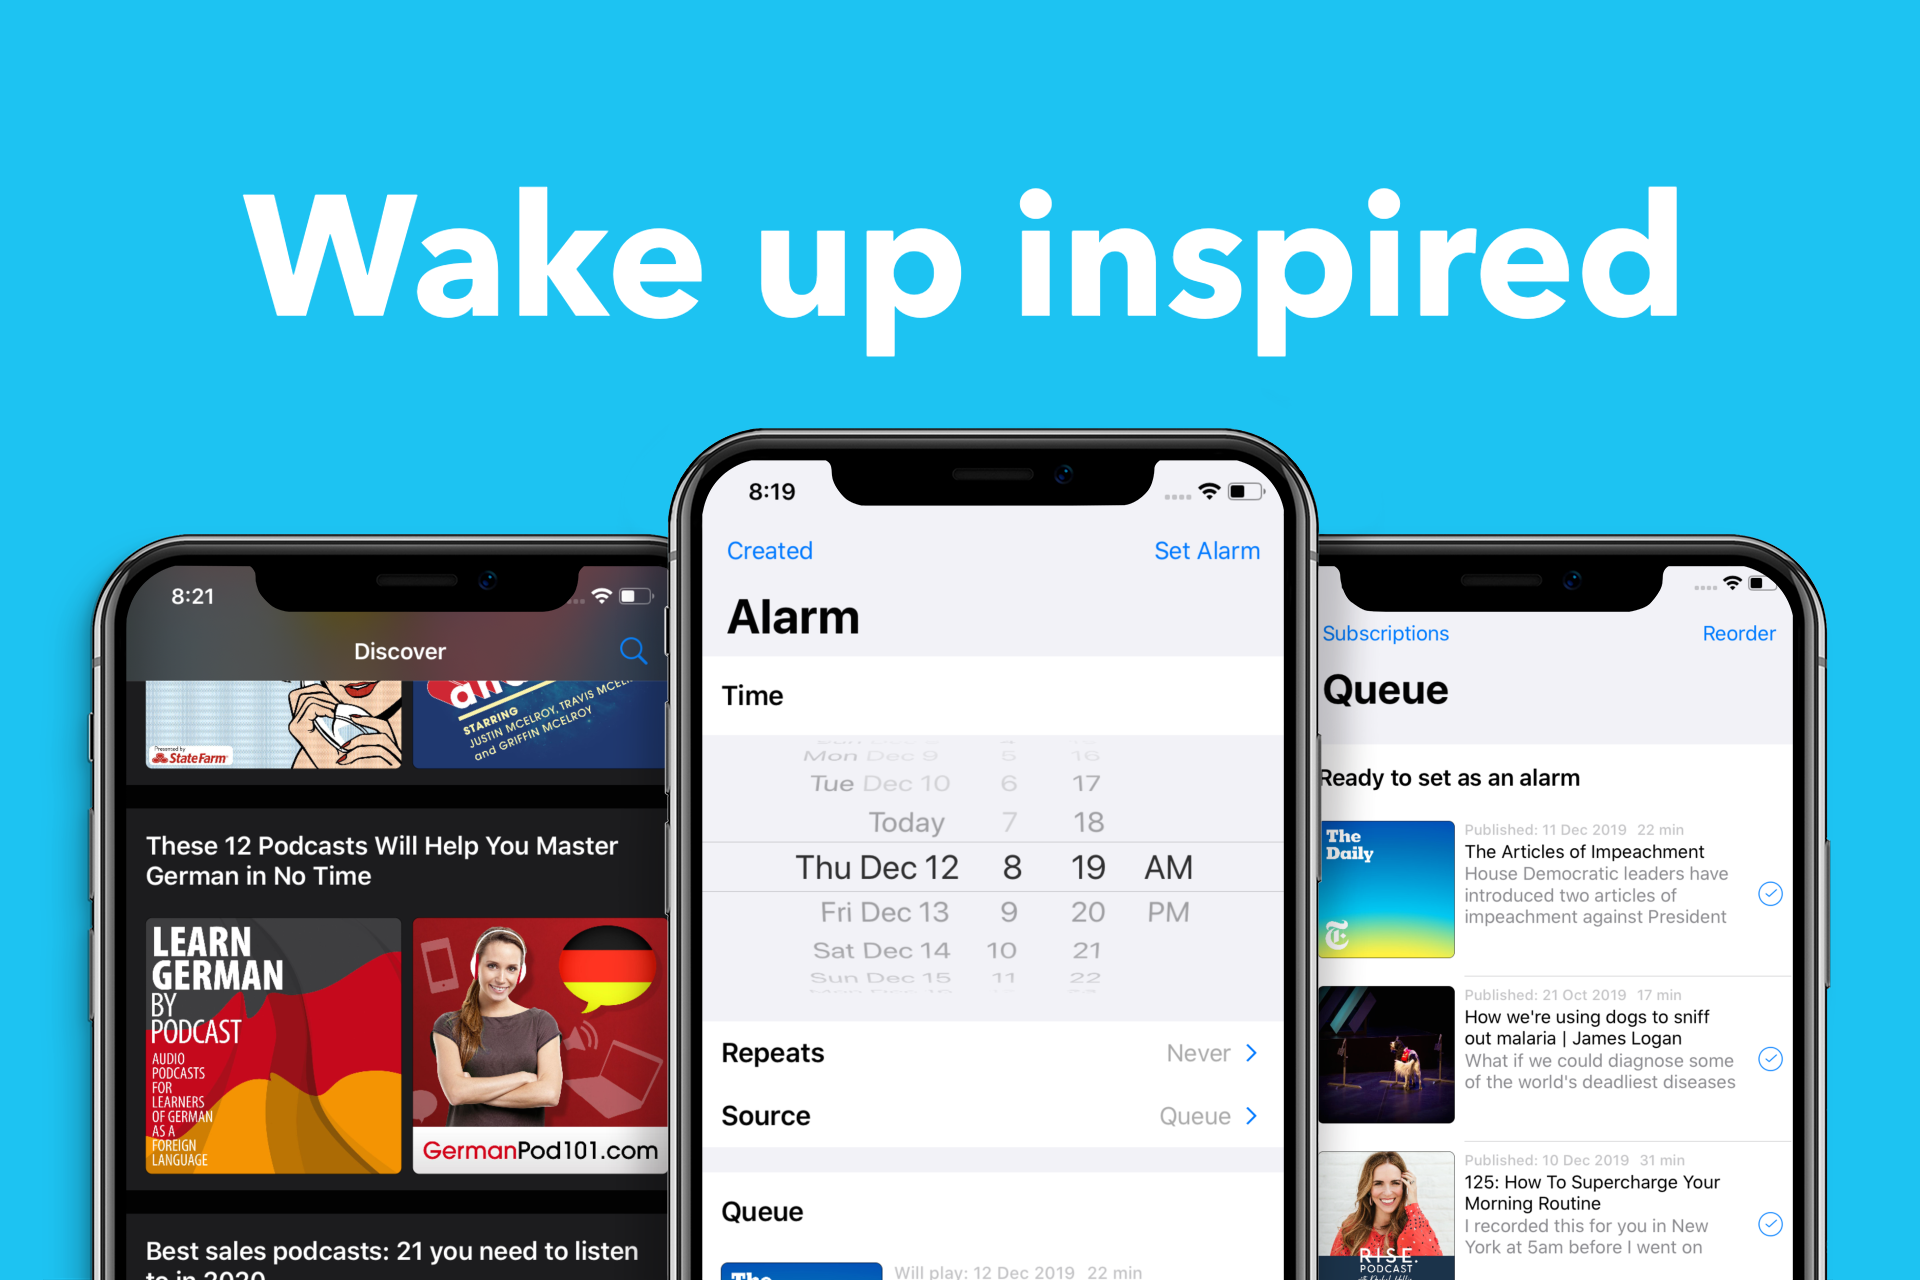 Wake up inspired
8:21
Discover
Presented by
State Farm
STARRING
JUSTIN MCELROY, TRAVIS
and GRIFFIN MCELROY
These 12 Podcasts Will Help You Master
German in No Time
LEARN
GERMAN
BY
PODCAST
AUDIO
PODCASTS
FOR
LEARNERS
OF GERMAN
AS A
FOREIGN
LANGUAGE
GermanPod101.com
Best sales podcasts: 21 you need to listen
to in 2020
8:19
Created
Set Alarm
Alarm
Time
Mon Dec 9 5 16
Tue Dec 10 6 17
Today 7 18
Thu Dec 12 8 19 AM
Fri Dec 13 9 20 PM
Sat Dec 14 10 21
Sun Dec 15 11 22
Repeats Never
Source Queue
Queue
The
Will play: 12 Dec 2019 22 min
Subscriptions
Reorder
Queue
Ready to set as an alarm
The
Daily
Published: 11 Dec 2019 22 min
The Articles of Impeachment
House Democratic leaders have
introduced two articles of
impeachment against President
Published: 21 Oct 2019 17 min
How we're using dogs to sniff
out malaria | James Logan
What if we could diagnose some
of the world's deadliest diseases
RISE.
PODCAST
Published: 10 Dec 2019 31 min
125: How To Supercharge Your
Morning Routine
I recorded this for you in New
York at 5am before I went on